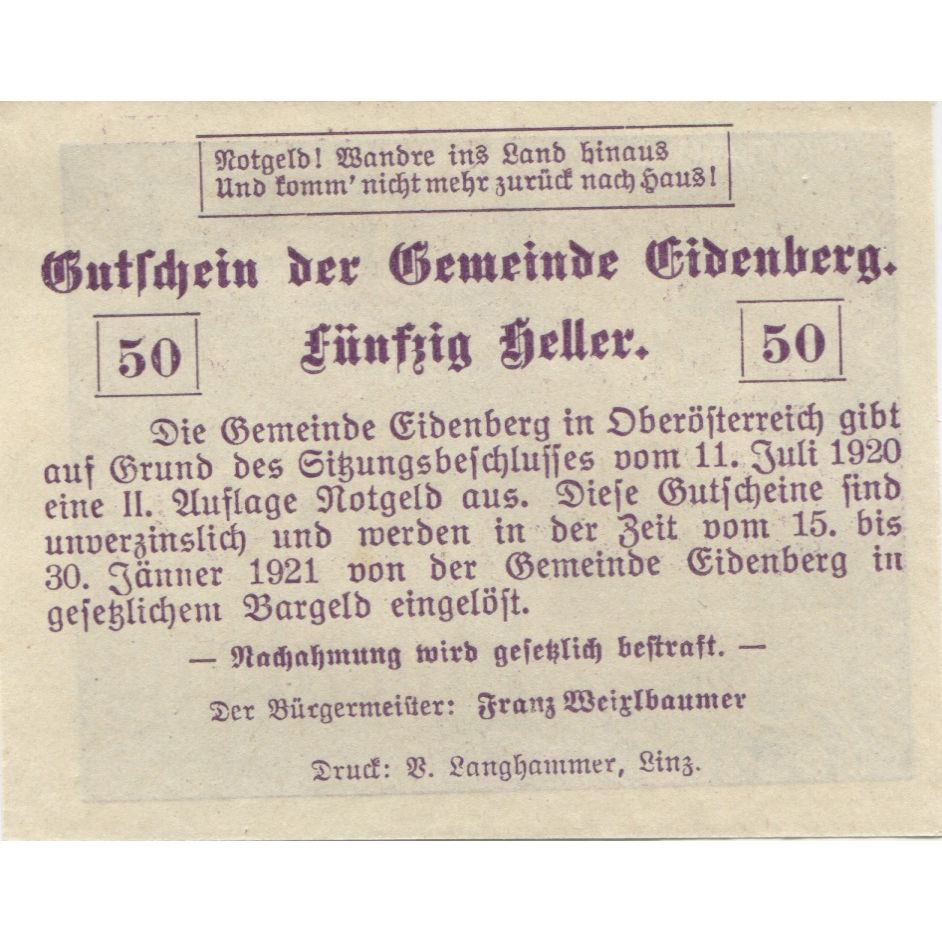 Notgeld! Wandre ins Land hinaus
Und komm' nicht mehr zurück nach Haus!
Gutschein der Gemeinde Eidenberg.
50 Fünfzig Heller. 50
Die Gemeinde Eidenberg in Oberösterreich gibt
auf Grund des Sitzungsbeschlusses vom 11. Juli 1920
eine II. Auflage Notgeld aus. Diese Gutscheine sind
unverzinslich und werden in der Zeit vom 15. bis
30. Jänner 1921 von der Gemeinde Eidenberg in
gesetzlichem Bargeld eingelöst.
— Nachahmung wird gesetzlich bestraft. —
Der Bürgermeister: Franz Weixlbaumer
Druck: V. Langhammer, Linz.